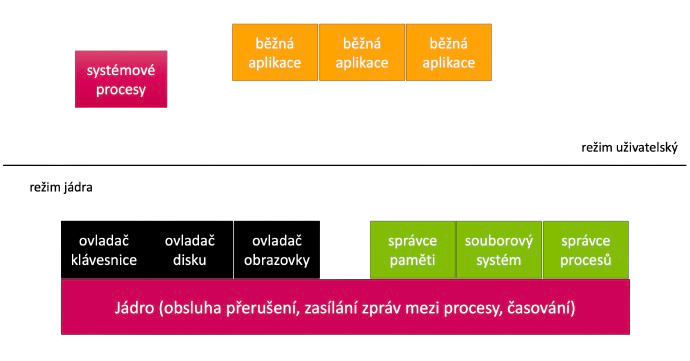 běžná
aplikace
běžná
aplikace
běžná
aplikace
systémové
procesy
režim uživatelský
režim jádra
ovladač
klávesnice
ovladač
disku
ovladač
obrazovky
správce
paměti
souborový
systém
správce
procesů
Jádro (obsluha přerušení, zasílání zpráv mezi procesy, časování)